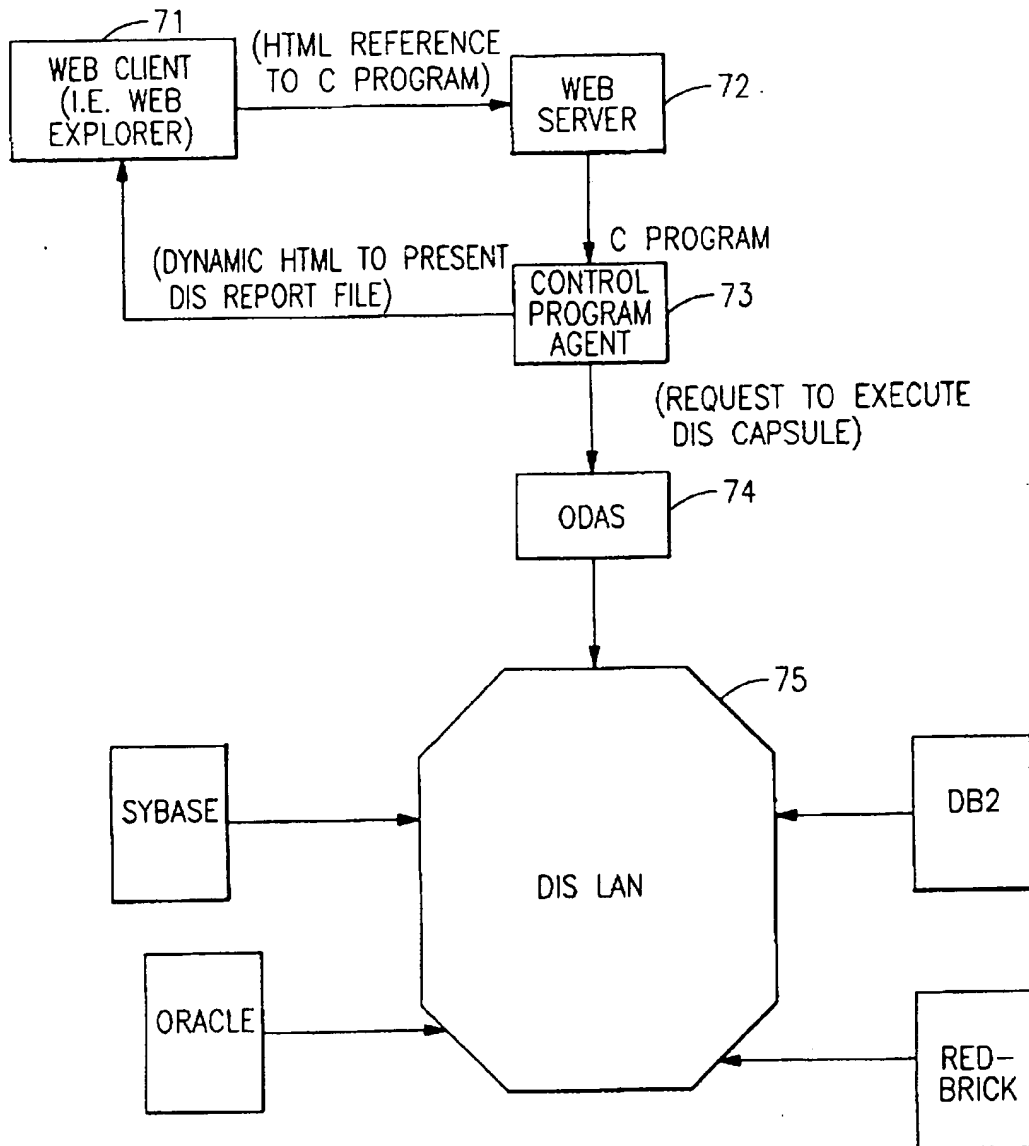 71
WEB CLIENT
(I.E. WEB
EXPLORER)
(HTML REFERENCE
TO C PROGRAM)
WEB
SERVER
72
C PROGRAM
(DYNAMIC HTML TO PRESENT
DIS REPORT FILE)
CONTROL
PROGRAM
AGENT
73
(REQUEST TO EXECUTE
DIS CAPSULE)
ODAS
74
75
SYBASE
DB2
DIS LAN
ORACLE
RED-
BRICK